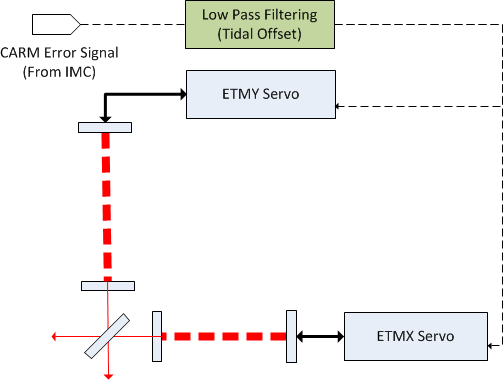 Low Pass Filtering
(Tidal Offset)
CARM Error Signal
(From IMC)
ETMY Servo
ETMX Servo